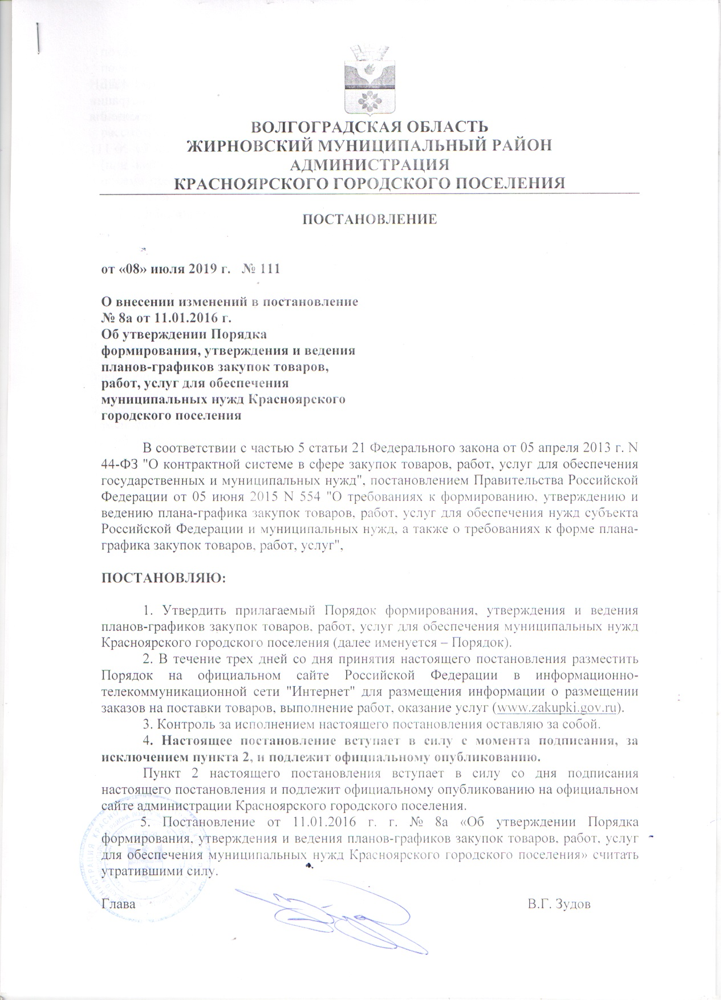 ВОЛГОГРАДСКАЯ ОБЛАСТЬ
ЖИРНОВСКИЙ МУНИЦИПАЛЬНЫЙ РАЙОН
АДМИНИСТРАЦИЯ
КРАСНОЯРСКОГО ГОРОДСКОГО ПОСЕЛЕНИЯ
ПОСТАНОВЛЕНИЕ
от «08» июля 2019 г. № 111
О внесении изменений в постановление
№ 8а от 11.01.2016 г.
Об утверждении Порядка
формирования, утверждения и ведения
планов-графиков закупок товаров,
работ, услуг для обеспечения
муниципальных нужд Красноярского
городского поселения
В соответствии с частью 5 статьи 21 Федерального закона от 05 апреля 2013 г. N
44-ФЗ "О контрактной системе в сфере закупок товаров, работ, услуг для обеспечения
государственных и муниципальных нужд", постановлением Правительства Российской
Федерации от 05 июня 2015 N 554 "О требованиях к формированию, утверждению и
ведению плана-графика закупок товаров, работ, услуг для обеспечения нужд субъекта
Российской Федерации и муниципальных нужд, а также о требованиях к форме плана-
графика закупок товаров, работ, услуг",
ПОСТАНОВЛЯЮ:
1. Утвердить прилагаемый Порядок формирования, утверждения и ведения
планов-графиков закупок товаров, работ, услуг для обеспечения муниципальных нужд
Красноярского городского поселения (далее именуется – Порядок).
2. В течение трех дней со дня принятия настоящего постановления разместить
Порядок на официальном сайте Российской Федерации в информационно-
телекоммуникационной сети "Интернет" для размещения информации о размещении
заказов на поставки товаров, выполнение работ, оказание услуг (www.zakupki.gov.ru).
3. Контроль за исполнением настоящего постановления оставляю за собой.
4. Настоящее постановление вступает в силу с момента подписания, за
исключением пункта 2, и подлежит официальному опубликованию.
Пункт 2 настоящего постановления вступает в силу со дня подписания
настоящего постановления и подлежит официальному опубликованию на официальном
сайте администрации Красноярского городского поселения.
5. Постановление от 11.01.2016 г. г. № 8а «Об утверждении Порядка
формирования, утверждения и ведения планов-графиков закупок товаров, работ, услуг
для обеспечения муниципальных нужд Красноярского городского поселения» считать
утратившими силу.
Глава В.Г. Зудов